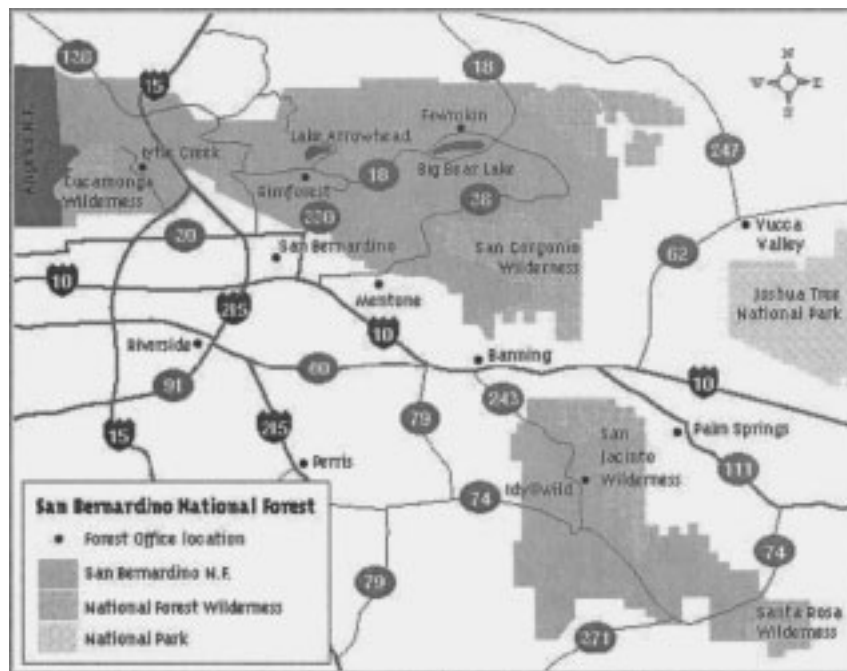 138
15
18
N
W
E
S
Angeles N.F.
Lytle Creek
Cucamonga
Wilderness
Lake Arrowhead
Fawnskin
Big Bear Lake
Rimforest
18
247
38
330
San Bernardino
San Gorgonio
Wilderness
Yucca
Valley
62
Joshua Tree
National Park
10
Mentone
215
10
Riverside
Banning
60
91
79
243
10
15
215
Perris
San
Jacinto
Wilderness
Palm Springs
111
Idyllwild
74
74
79
271
Santa Rosa
Wilderness
San Bernardino National Forest
Forest Office location
San Bernardino N.F.
National Forest Wilderness
National Park